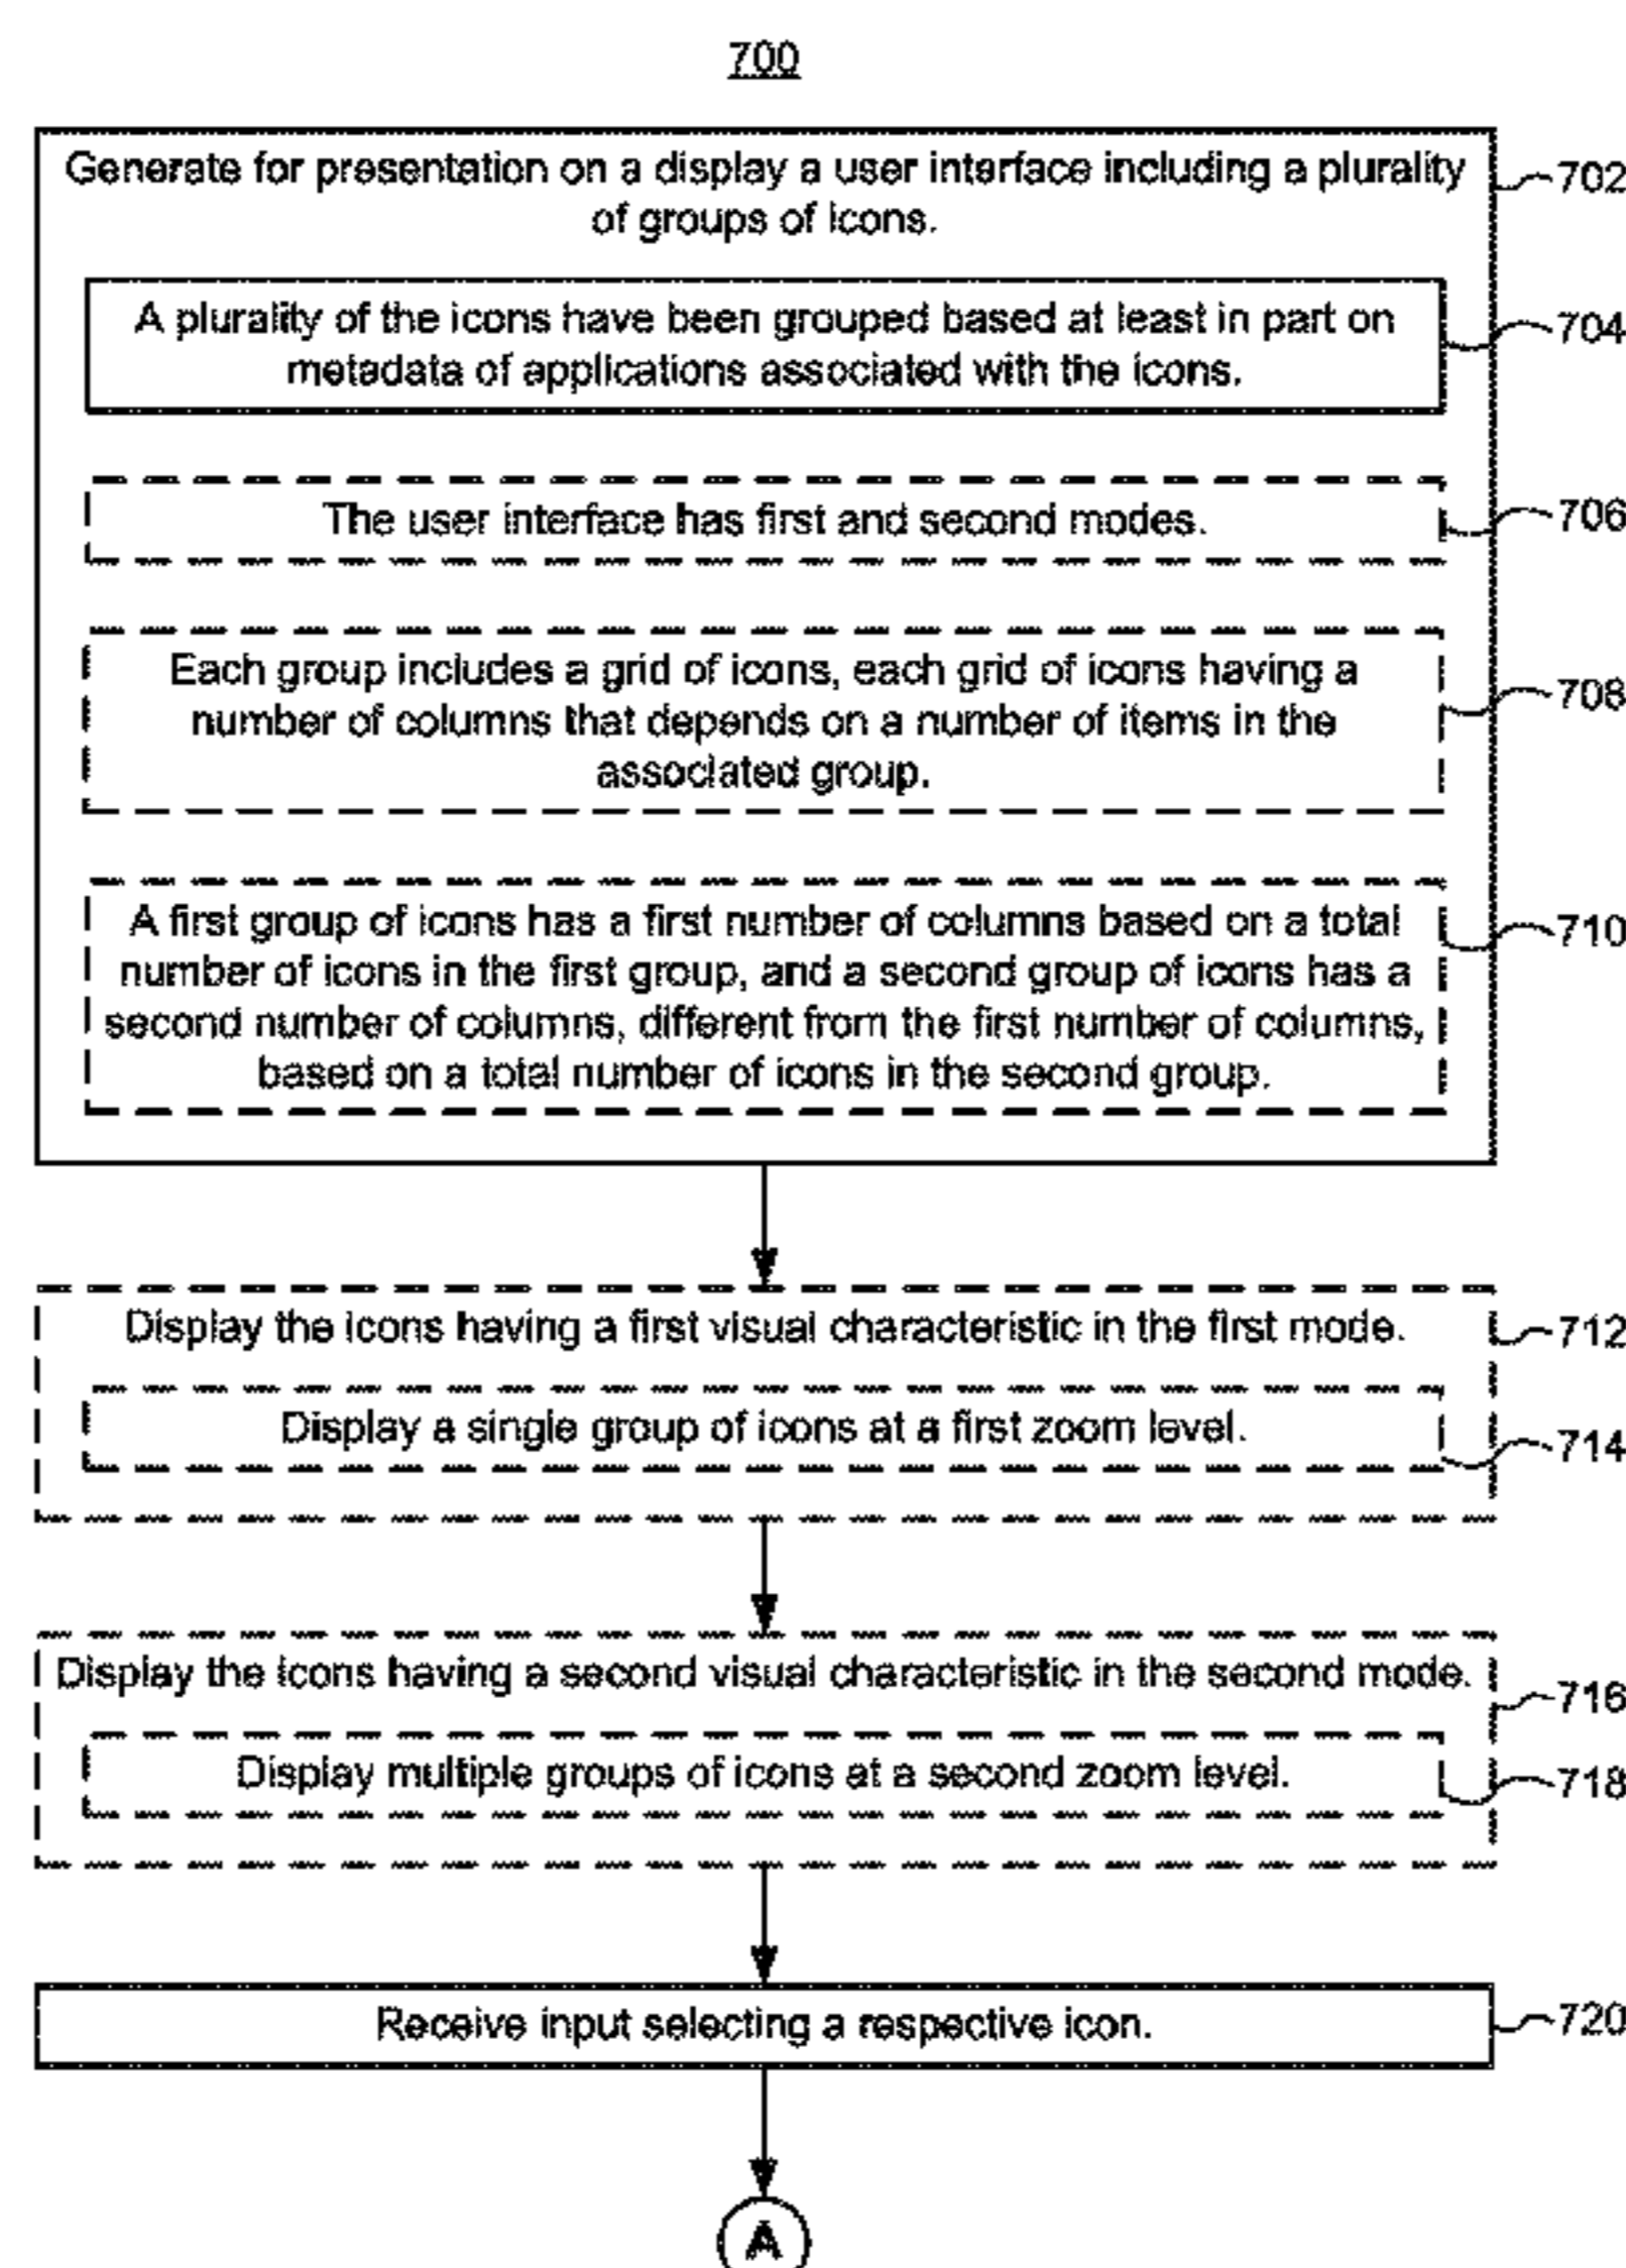 700
Generate for presentation on a display a user interface including a plurality
of groups of icons.
702
A plurality of the icons have been grouped based at least in part on
metadata of applications associated with the icons.
704
The user interface has first and second modes.
706
Each group includes a grid of icons, each grid of icons having a
number of columns that depends on a number of items in the
associated group.
708
A first group of icons has a first number of columns based on a total
number of icons in the first group, and a second group of icons has a
second number of columns, different from the first number of columns,
based on a total number of icons in the second group.
710
Display the icons having a first visual characteristic in the first mode.
712
Display a single group of icons at a first zoom level.
714
Display the icons having a second visual characteristic in the second mode.
716
Display multiple groups of icons at a second zoom level.
718
Receive input selecting a respective icon.
720
A